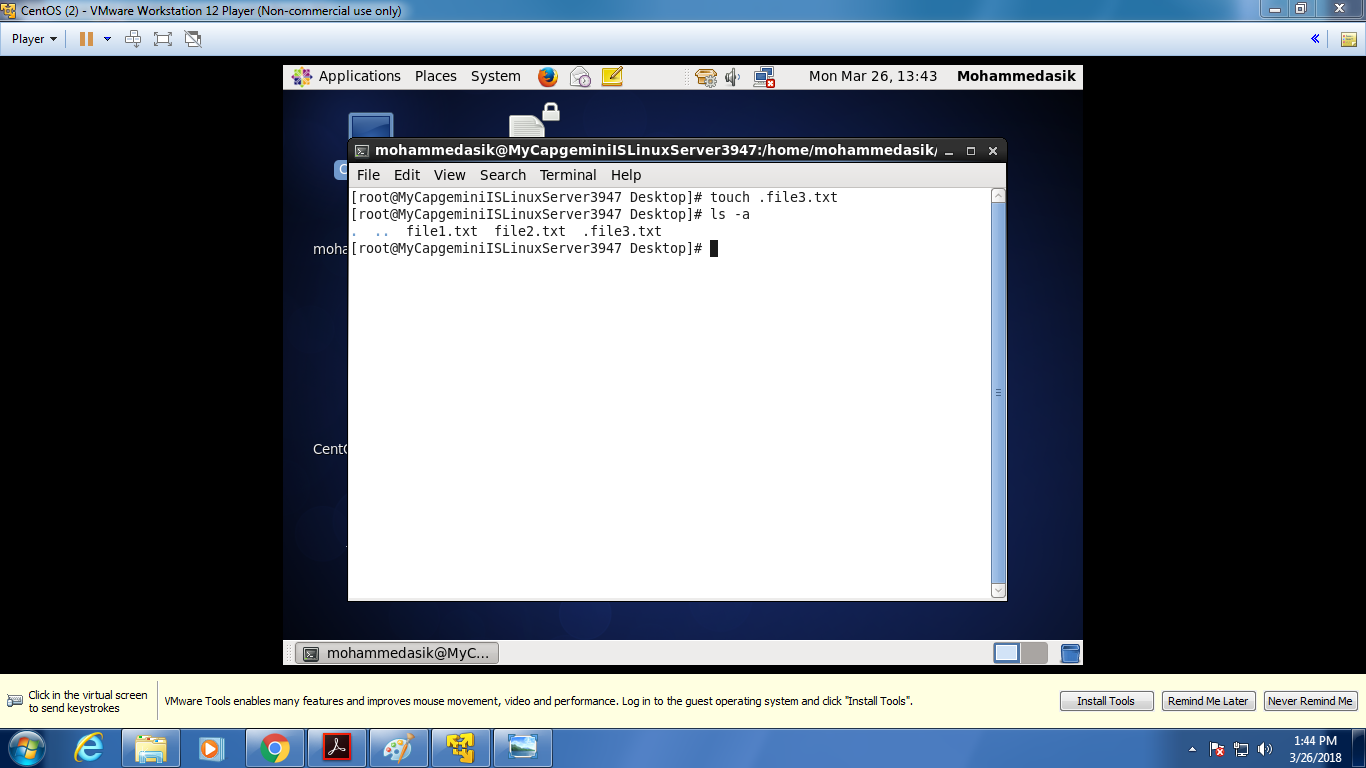 CentOS (2) - VMware Workstation 12 Player (Non-commercial use only)
Player
Applications Places System Mon Mar 26, 13:43 Mohammedasik
mohammedasik@MyCapgeminiISLinuxServer3947:/home/mohammedasik/
File Edit View Search Terminal Help
[root@MyCapgeminiISLinuxServer3947 Desktop]# touch .file3.txt
[root@MyCapgeminiISLinuxServer3947 Desktop]# ls -a
. .. file1.txt file2.txt .file3.txt
[root@MyCapgeminiISLinuxServer3947 Desktop]#
mohammedasik@MyC...
Click in the virtual screen
to send keystrokes
VMware Tools enables many features and improves mouse movement, video and performance. Log in to the guest operating system and click "Install Tools".
Install Tools Remind Me Later Never Remind Me
1:44 PM
3/26/2018